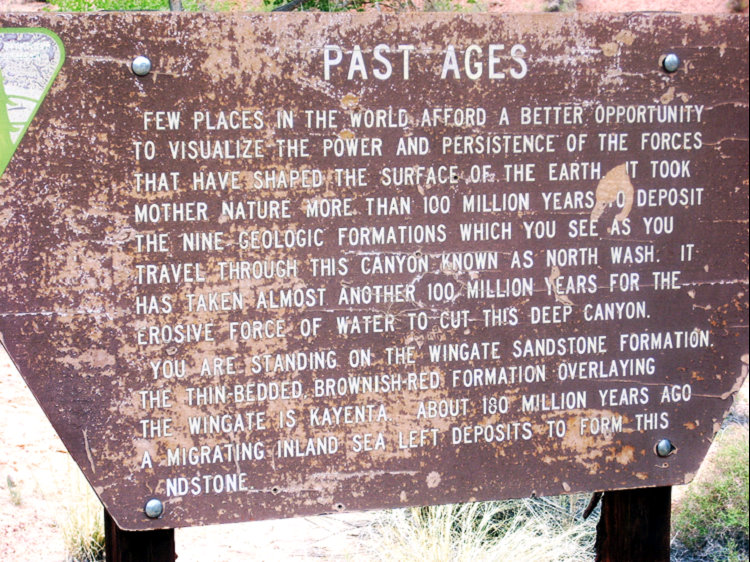 PAST AGES
FEW PLACES IN THE WORLD AFFORD A BETTER OPPORTUNITY
TO VISUALIZE THE POWER AND PERSISTENCE OF THE FORCES
THAT HAVE SHAPED THE SURFACE OF THE EARTH. IT TOOK
MOTHER NATURE MORE THAN 100 MILLION YEARS TO DEPOSIT
THE NINE GEOLOGIC FORMATIONS WHICH YOU SEE AS YOU
TRAVEL THROUGH THIS CANYON KNOWN AS NORTH WASH. IT
HAS TAKEN ALMOST ANOTHER 100 MILLION YEARS FOR THE
EROSIVE FORCE OF WATER TO CUT THIS DEEP CANYON.
YOU ARE STANDING ON THE WINGATE SANDSTONE FORMATION.
THE THIN-BEDDED, BROWNISH-RED FORMATION OVERLAYING
THE WINGATE IS KAYENTA. ABOUT 180 MILLION YEARS AGO
A MIGRATING INLAND SEA LEFT DEPOSITS TO FORM THIS
NDSTONE.